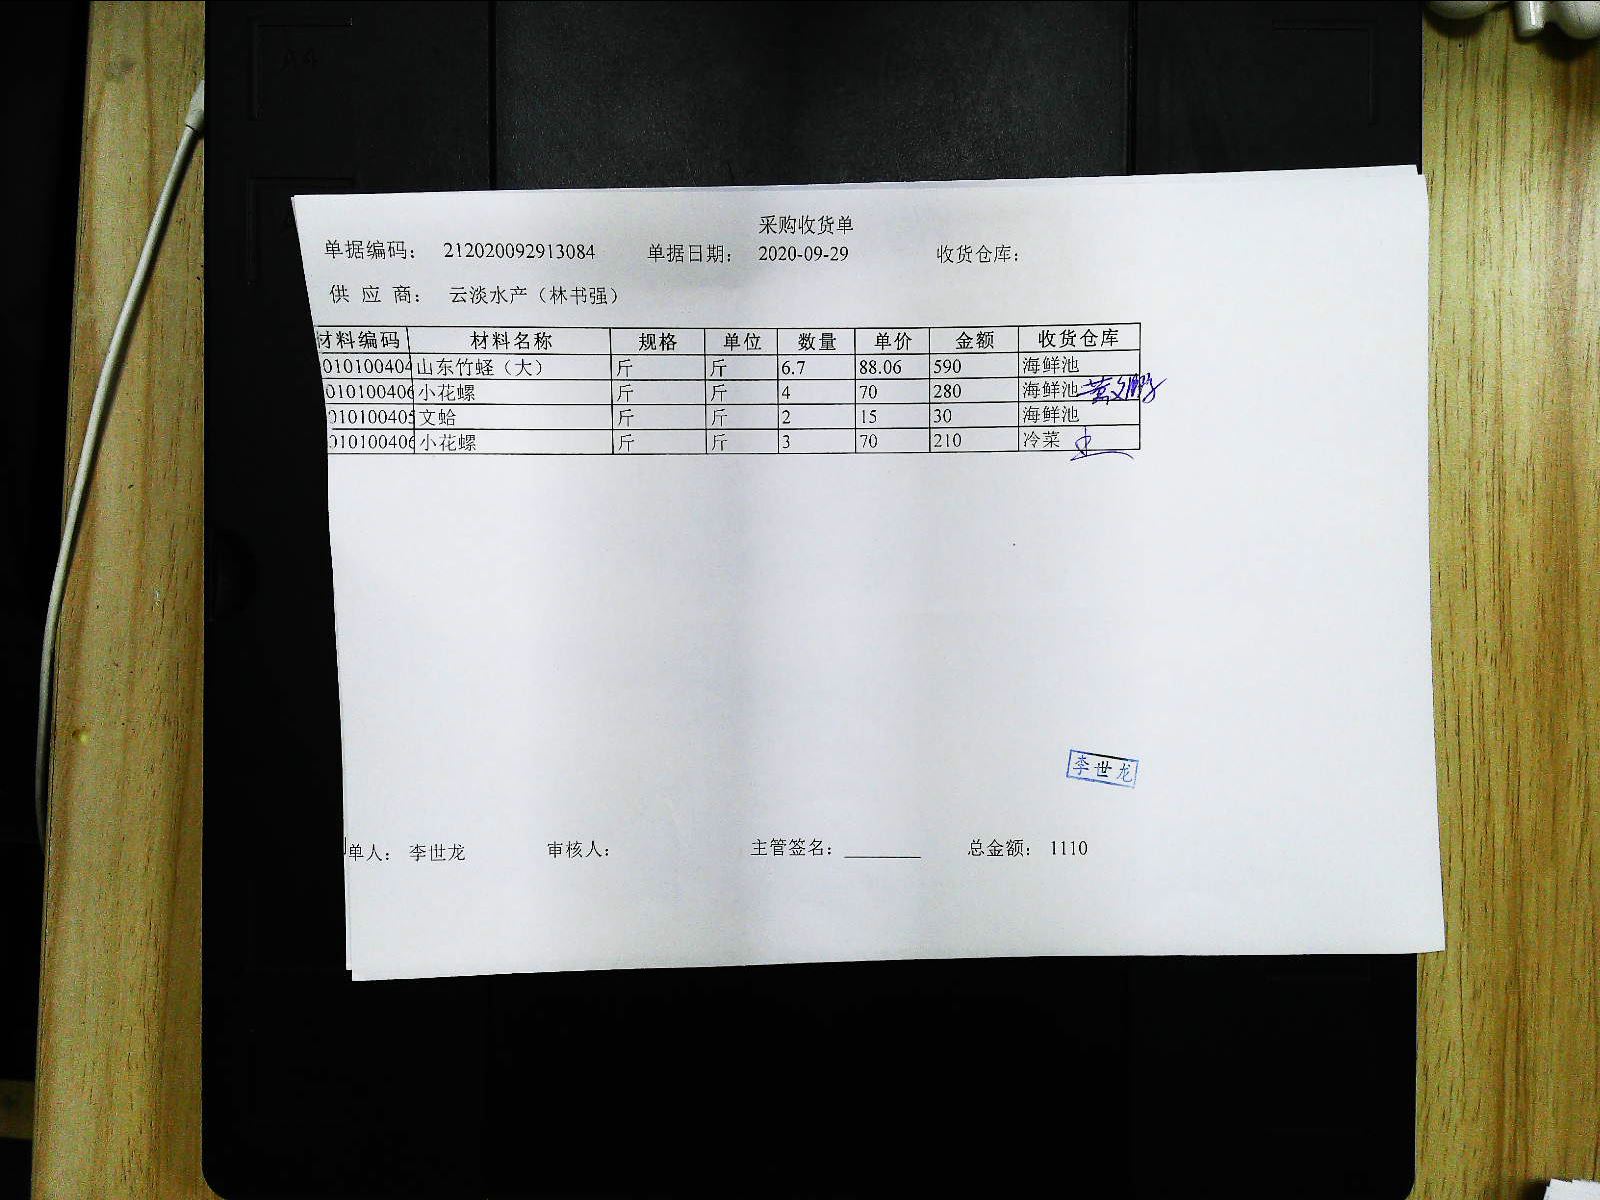 采购收货单
单据编码： 212020092913084 单据日期： 2020-09-29 收货仓库：
供 应 商： 云淡水产（林书强）
材料编码 材料名称 规格 单位 数量 单价 金额 收货仓库
010100404 山东竹蛏（大） 斤 斤 6.7 88.06 590 海鲜池
010100406 小花螺 斤 斤 4 70 280 海鲜池
010100405 文蛤 斤 斤 2 15 30 海鲜池
010100406 小花螺 斤 斤 3 70 210 冷菜
李世龙
单人： 李世龙 审核人： 主管签名： ________ 总金额： 1110